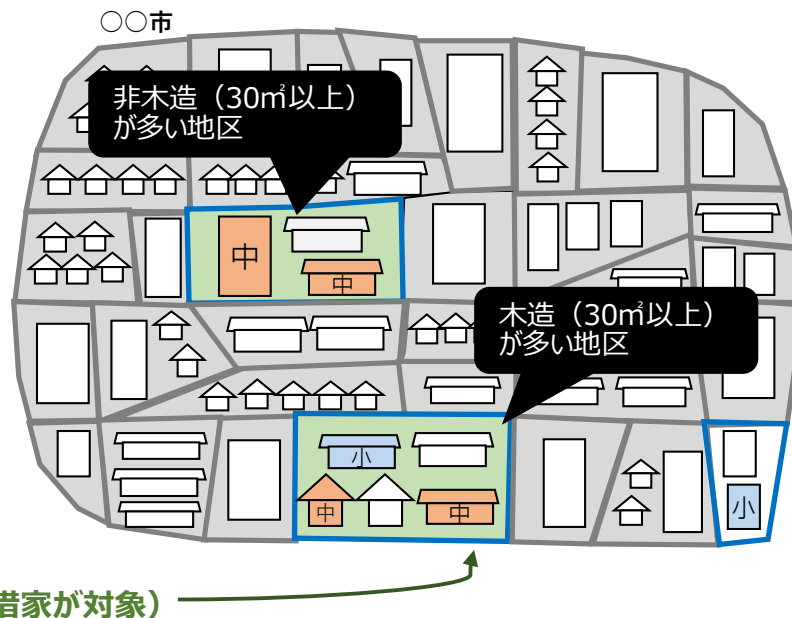 ○○市
非木造（30㎡以上）
が多い地区
中
中
木造（30㎡以上）
が多い地区
小
中
中
小
借家が対象）